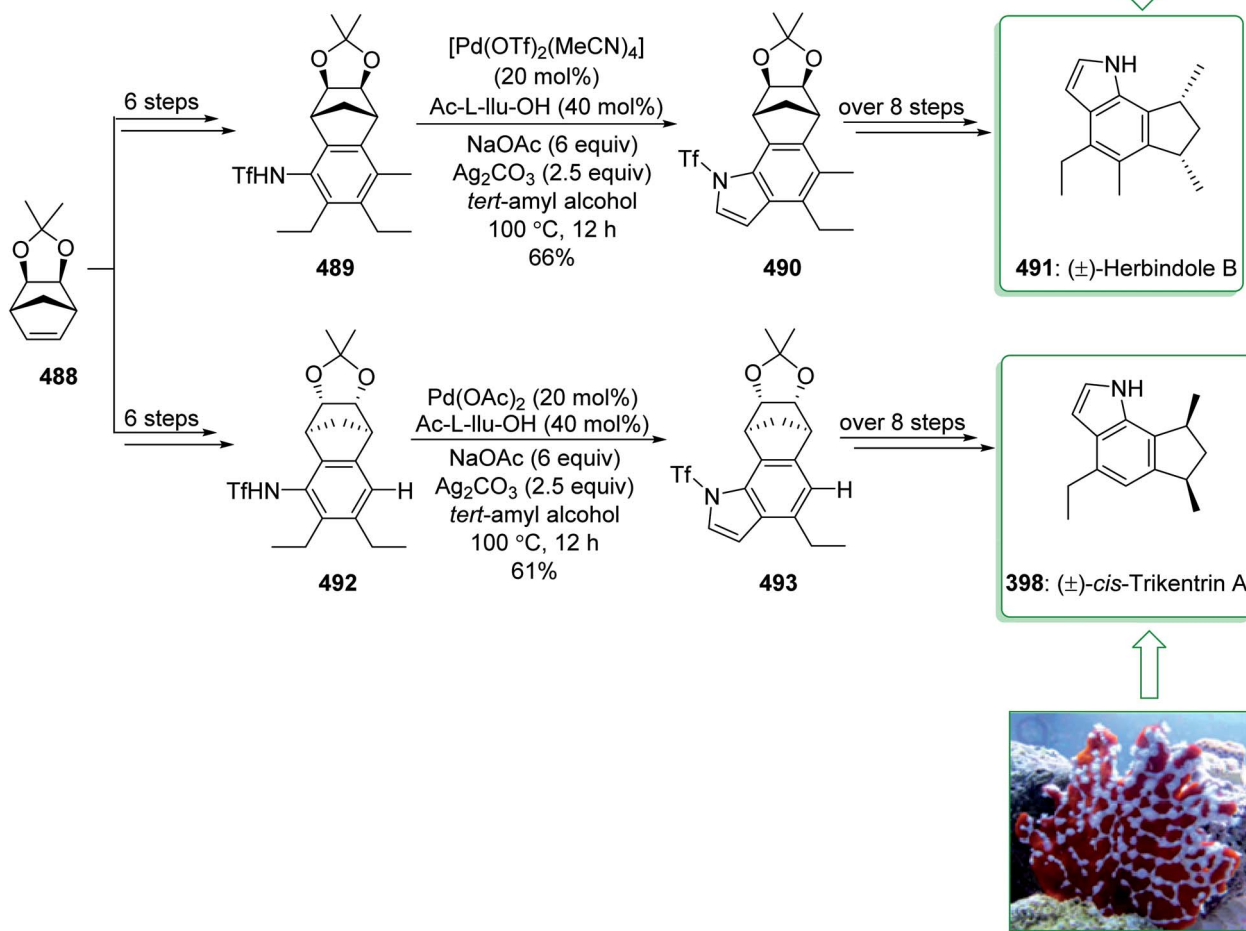 O O
6 steps
TfHN
489
[Pd(OTf)2(MeCN)4]
(20 mol%)
Ac-L-Ilu-OH (40 mol%)
NaOAc (6 equiv)
Ag2CO3 (2.5 equiv)
tert-amyl alcohol
100 °C, 12 h
66%
O O
Tf
N
490
over 8 steps
NH
491: (±)-Herbindole B
O O
488
6 steps
O O
TfHN
H
492
Pd(OAc)2 (20 mol%)
Ac-L-Ilu-OH (40 mol%)
NaOAc (6 equiv)
Ag2CO3 (2.5 equiv)
tert-amyl alcohol
100 °C, 12 h
61%
O O
Tf
N
H
493
over 8 steps
NH
398: (±)-cis-Trikentrin A